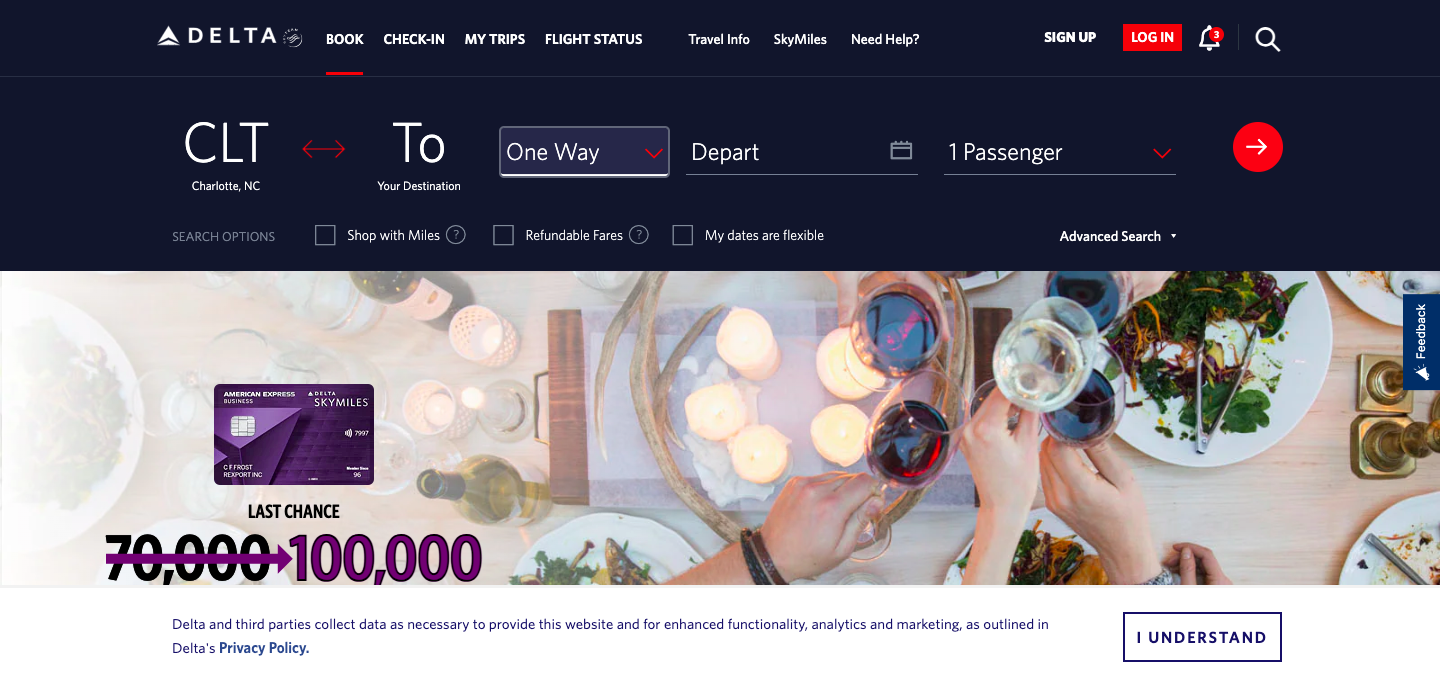 DELTA
BOOK CHECK-IN MY TRIPS FLIGHT STATUS Travel Info SkyMiles Need Help? SIGN UP LOG IN 3
CLT To One Way Depart 1 Passenger
Charlotte, NC Your Destination
SEARCH OPTIONS Shop with Miles ? Refundable Fares ? My dates are flexible Advanced Search
Feedback
AMERICAN EXPRESS DELTA
BUSINESS SKYMILES
7997
C F FROST Member Since
REXPORT INC 96
LAST CHANCE
70,000 100,000
Delta and third parties collect data as necessary to provide this website and for enhanced functionality, analytics and marketing, as outlined in
Delta's Privacy Policy.
I UNDERSTAND